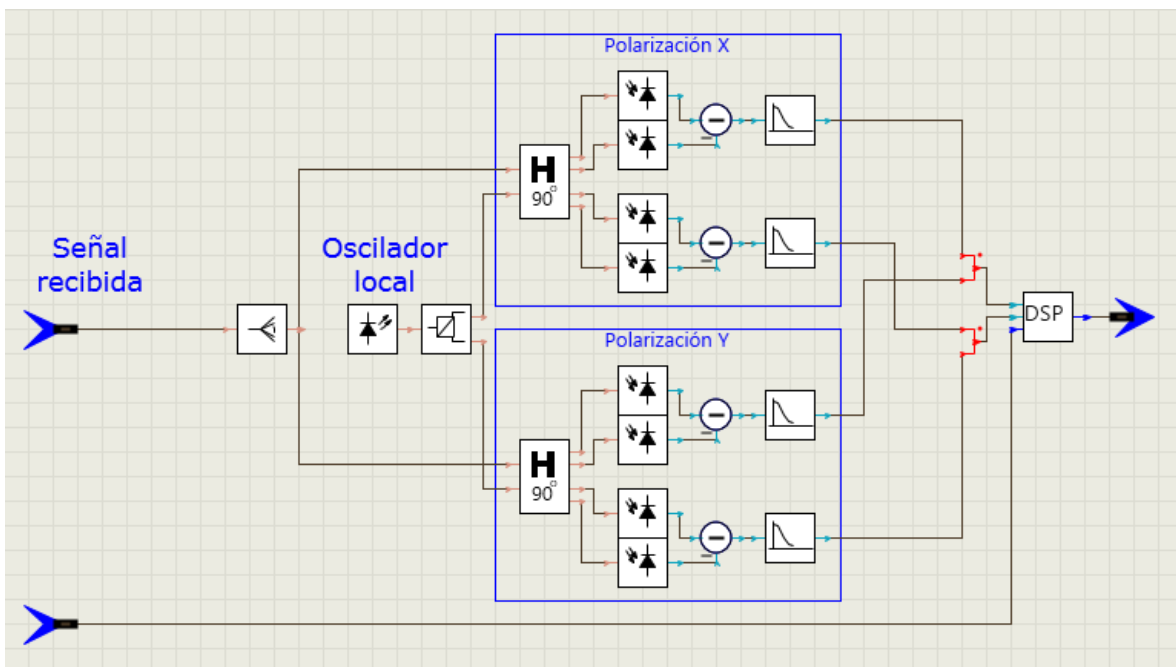 Polarización X
H
90°
Señal
recibida
Oscilador
local
DSP
Polarización Y
H
90°